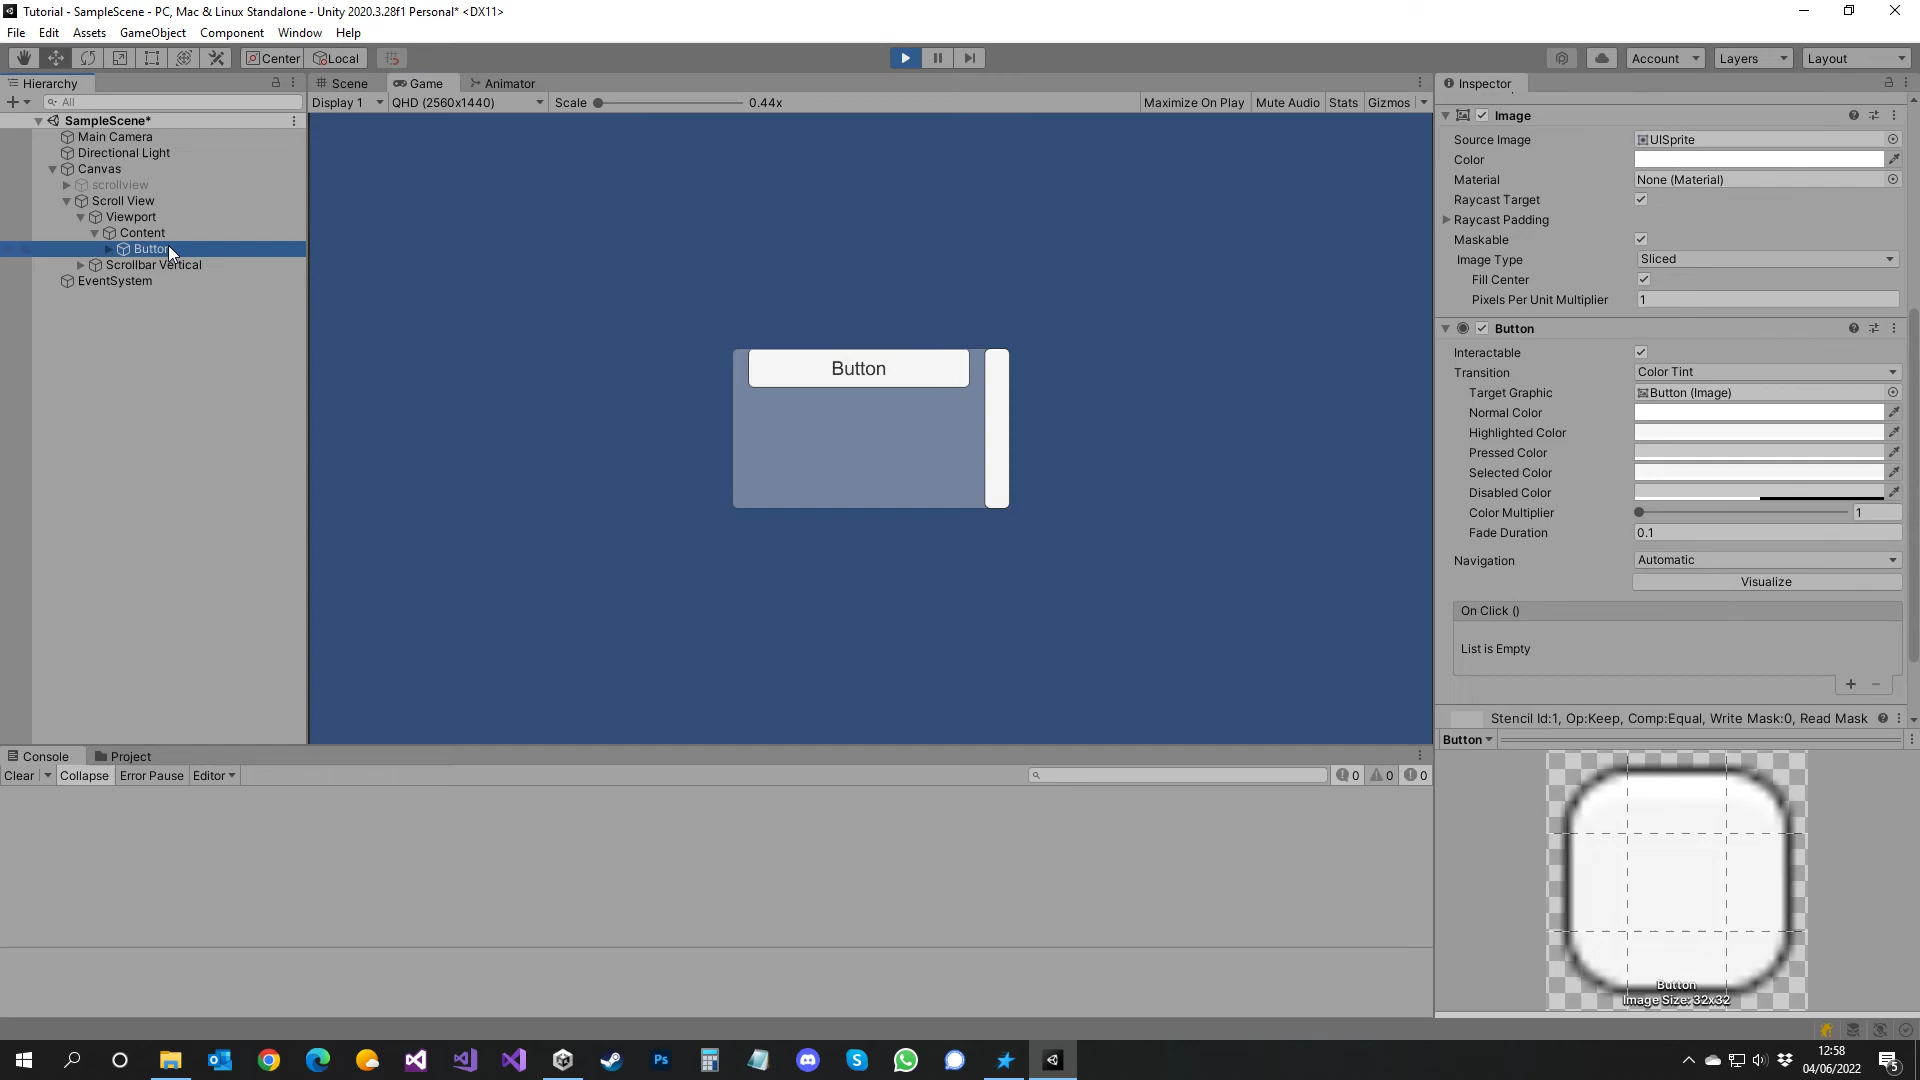 Tutorial - SampleScene - PC, Mac & Linux Standalone - Unity 2020.3.28f1 Personal* <DX11>
File Edit Assets GameObject Component Window Help
Center Local Account Layers Layout
Hierarchy Scene Game Animator Inspector
All Display 1 QHD (2560x1440) Scale 0.44x Maximize On Play Mute Audio Stats Gizmos
SampleScene*
Main Camera
Directional Light
Canvas
scrollview
Scroll View
Viewport
Content
Button
Scrollbar Vertical
EventSystem
Button
Image
Source Image UISprite
Color
Material None (Material)
Raycast Target
Raycast Padding
Maskable
Image Type Sliced
Fill Center
Pixels Per Unit Multiplier 1
Button
Interactable
Transition Color Tint
Target Graphic Button (Image)
Normal Color
Highlighted Color
Pressed Color
Selected Color
Disabled Color
Color Multiplier 1
Fade Duration 0.1
Navigation Automatic
Visualize
On Click ()
List is Empty
Stencil Id:1, Op:Keep, Comp:Equal, Write Mask:0, Read Mask
Button
Button
Image Size: 32x32
Console Project
Clear Collapse Error Pause Editor 0 0 0
12:58
04/06/2022
5